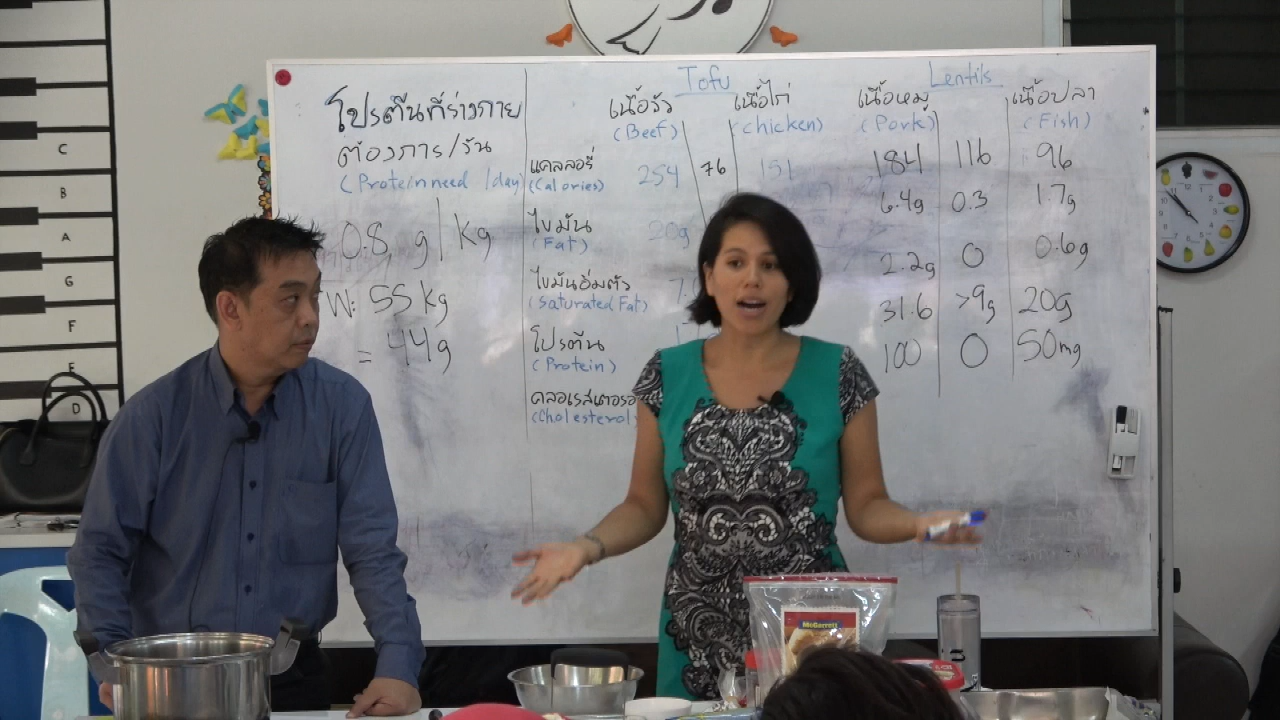 โปรตีนที่ร่างกาย
ต้องการ/วัน
(Protein need /day)
0.8 g/Kg
W: 55 kg
= 44g
Tofu
Lentils
เนื้อวัว เนื้อไก่ เนื้อหมู เนื้อปลา
(Beef) (chicken) (Pork) (Fish)
แคลลอรี่ 254 76 151 184 116 96
(Calories)
ไขมัน 20g 6.4g 0.3 1.7g
(Fat)
ไขมันอิ่มตัว 2.2g 0 0.6g
(Saturated Fat)
โปรตีน 31.6 >9g 20g
(Protein)
100 0 50mg
(Cholesterol)
McGarrett
C
B
A
G
F
E
D